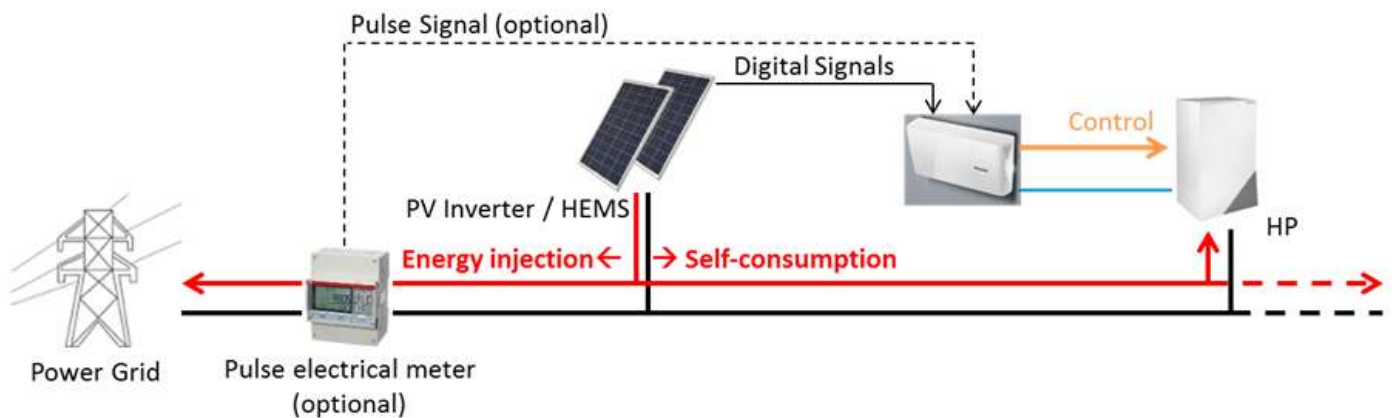 Pulse Signal (optional)
Digital Signals
Control
PV Inverter / HEMS
HP
Energy injection ← → Self-consumption
Power Grid
Pulse electrical meter
(optional)